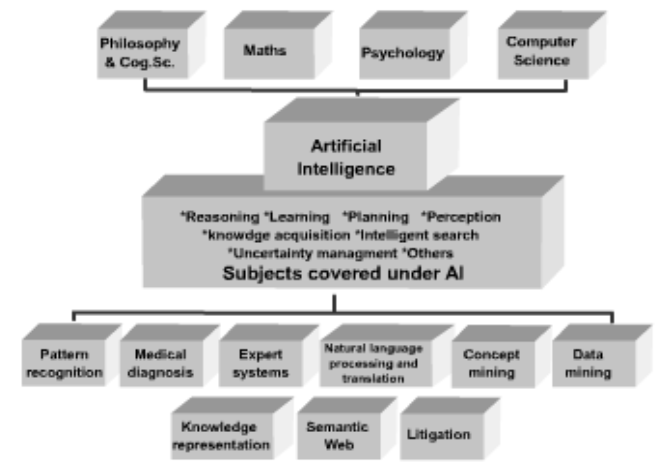 Philosophy
& Cog.Sc.
Maths
Psychology
Computer
Science
Artificial
Intelligence
*Reasoning *Learning *Planning *Perception
*knowdge acquisition *Intelligent search
*Uncertainty managment *Others
Subjects covered under AI
Pattern
recognition
Medical
diagnosis
Expert
systems
Natural language
processing and
translation
Concept
mining
Data
mining
Knowledge
representation
Semantic
Web
Litigation